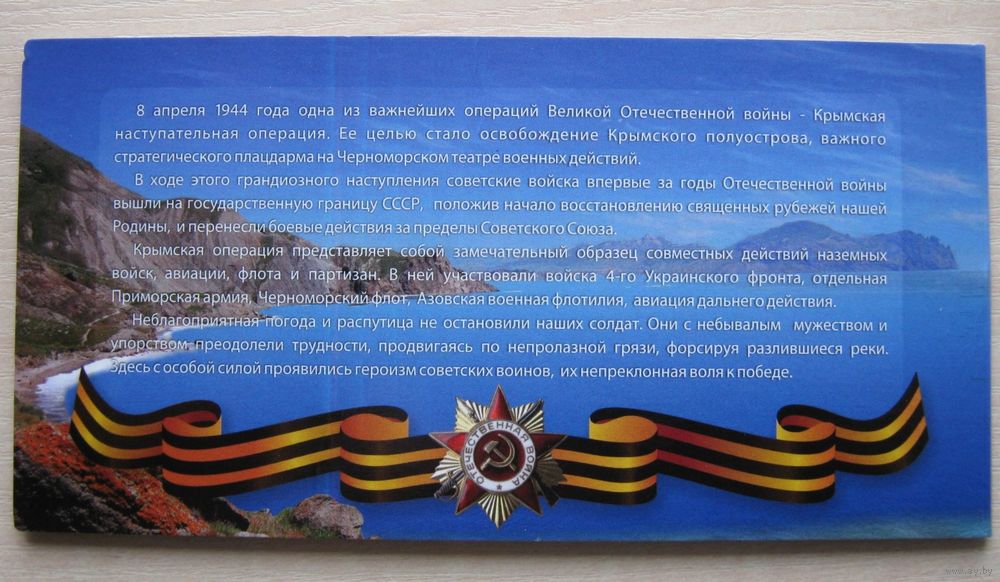 8 апреля 1944 года одна из важнейших операций Великой Отечественной войны - Крымская
наступательная операция. Ее целью стало освобождение Крымского полуострова, важного
стратегического плацдарма на Черноморском театре военных действий.
В ходе этого грандиозного наступления советские войска впервые за годы Отечественной войны
вышли на государственную границу СССР, положив начало восстановлению священных рубежей нашей
Родины, и перенесли боевые действия за пределы Советского Союза.
Крымская операция представляет собой замечательный образец совместных действий наземных
войск, авиации, флота и партизан. В ней участвовали войска 4-го Украинского фронта, отдельная
Приморская армия, Черноморский флот, Азовская военная флотилия, авиация дальнего действия.
Неблагоприятная погода и распутица не остановили наших солдат. Они с небывалым мужеством и
упорством преодолели трудности, продвигаясь по непролазной грязи, форсируя разлившиеся реки.
Здесь с особой силой проявились героизм советских воинов, их непреклонная воля к победе.
ОТЕЧЕСТВЕННАЯ ВОЙНА
www.ay.by